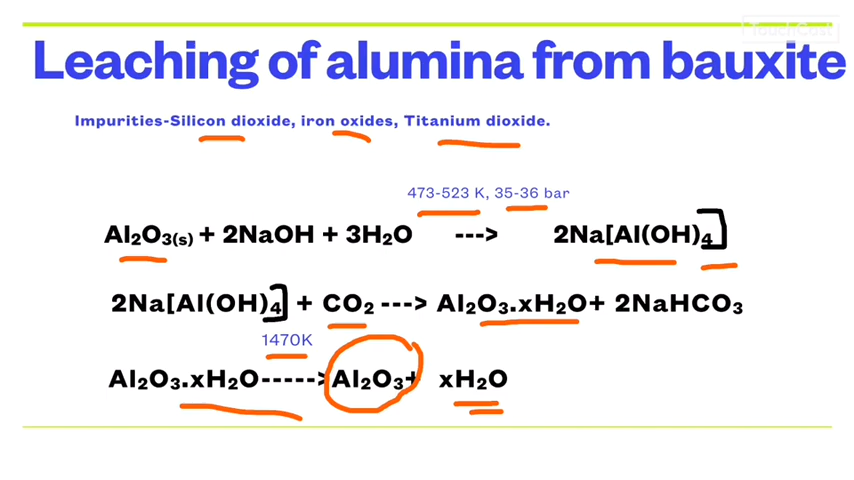 TouchCast
Leaching of alumina from bauxite
Impurities-Silicon dioxide, iron oxides, Titanium dioxide.
473-523 K, 35-36 bar
Al₂O₃(s) + 2NaOH + 3H₂O ---> 2Na[Al(OH)₄]
2Na[Al(OH)₄] + CO₂ ---> Al₂O₃.xH₂O+ 2NaHCO₃
1470K
Al₂O₃.xH₂O-----> Al₂O₃+ xH₂O